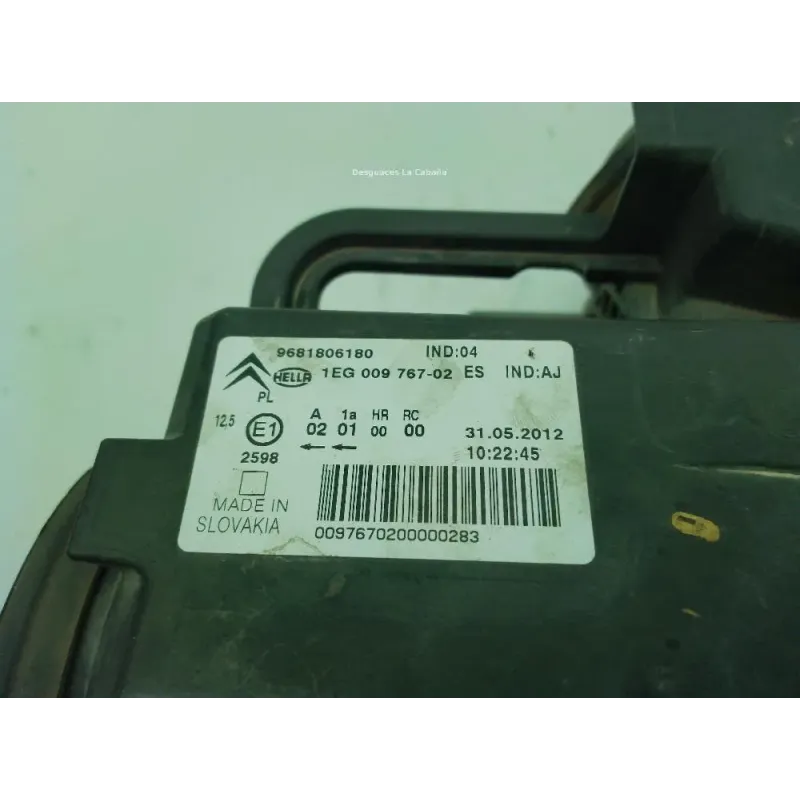 Desguaces La Cabaña
9681806180 IND:04
HELLA 1EG 009 767-02 ES IND:AJ
PL
A 1a HR RC
12,5 E1 02 01 00 00 31.05.2012
2598 ←← 10:22:45
MADE IN
SLOVAKIA
0097670200000283